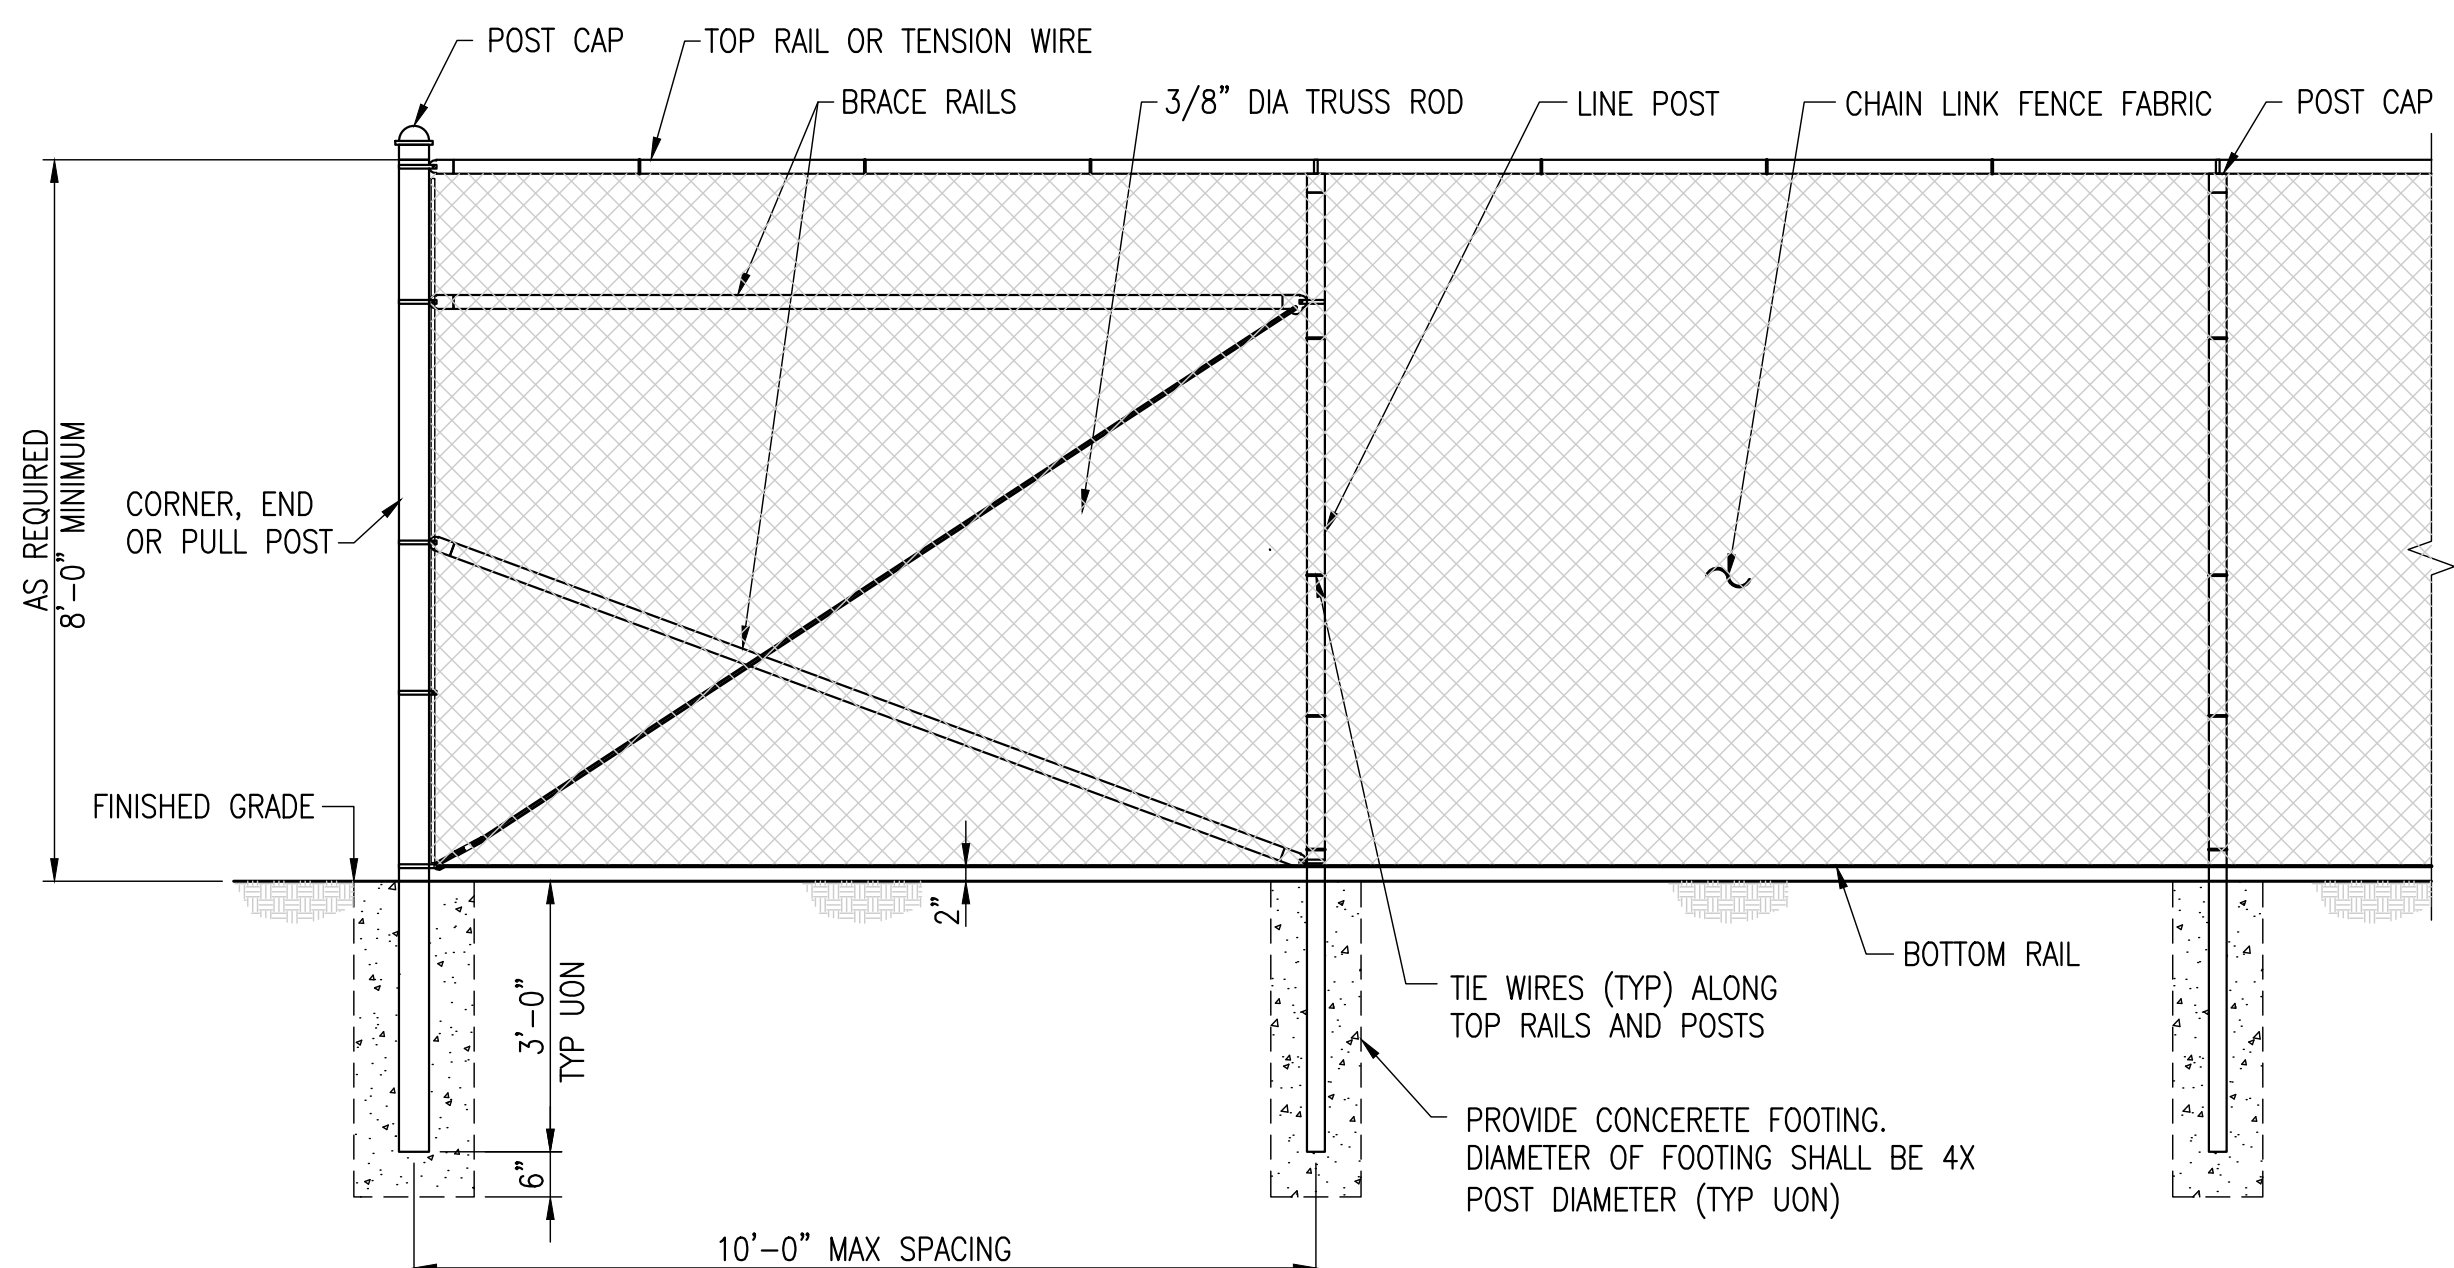 POST CAP
TOP RAIL OR TENSION WIRE
BRACE RAILS
3/8" DIA TRUSS ROD
LINE POST
CHAIN LINK FENCE FABRIC
POST CAP
AS REQUIRED
8'-0" MINIMUM
CORNER, END
OR PULL POST
FINISHED GRADE
2"
3'-0"
TYP UON
6"
BOTTOM RAIL
TIE WIRES (TYP) ALONG
TOP RAILS AND POSTS
PROVIDE CONCERETE FOOTING.
DIAMETER OF FOOTING SHALL BE 4X
POST DIAMETER (TYP UON)
10'-0" MAX SPACING